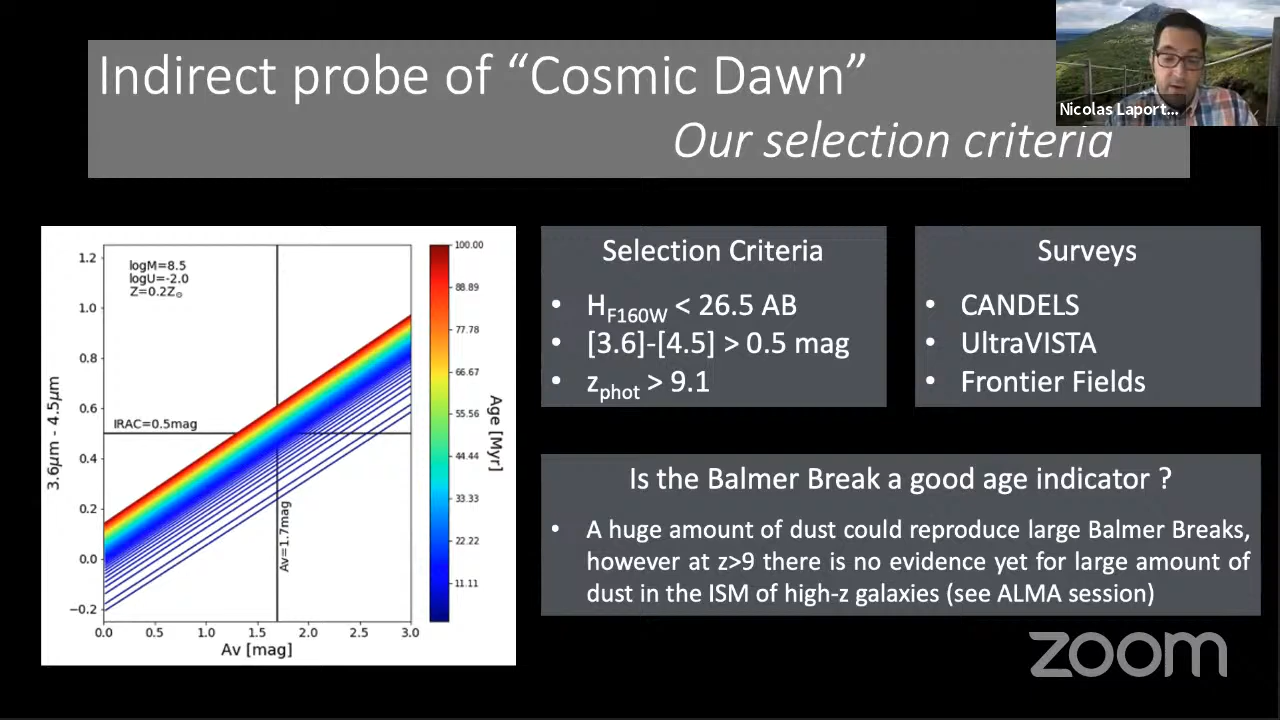 Indirect probe of “Cosmic Dawn”
Our selection criteria
Nicolas Laport...
1.2
1.0
0.8
0.6
0.4
0.2
0.0
−0.2
3.6μm - 4.5μm
logM=8.5
logU=-2.0
Z=0.2Z⊙
IRAC=0.5mag
Av=1.7mag
0.0 0.5 1.0 1.5 2.0 2.5 3.0
Av [mag]
100.00
88.89
77.78
66.67
55.56
44.44
33.33
22.22
11.11
Age [Myr]
Selection Criteria
• H_F160W < 26.5 AB
• [3.6]-[4.5] > 0.5 mag
• z_phot > 9.1
Surveys
• CANDELS
• UltraVISTA
• Frontier Fields
Is the Balmer Break a good age indicator ?
• A huge amount of dust could reproduce large Balmer Breaks,
however at z>9 there is no evidence yet for large amount of
dust in the ISM of high-z galaxies (see ALMA session)
zoom